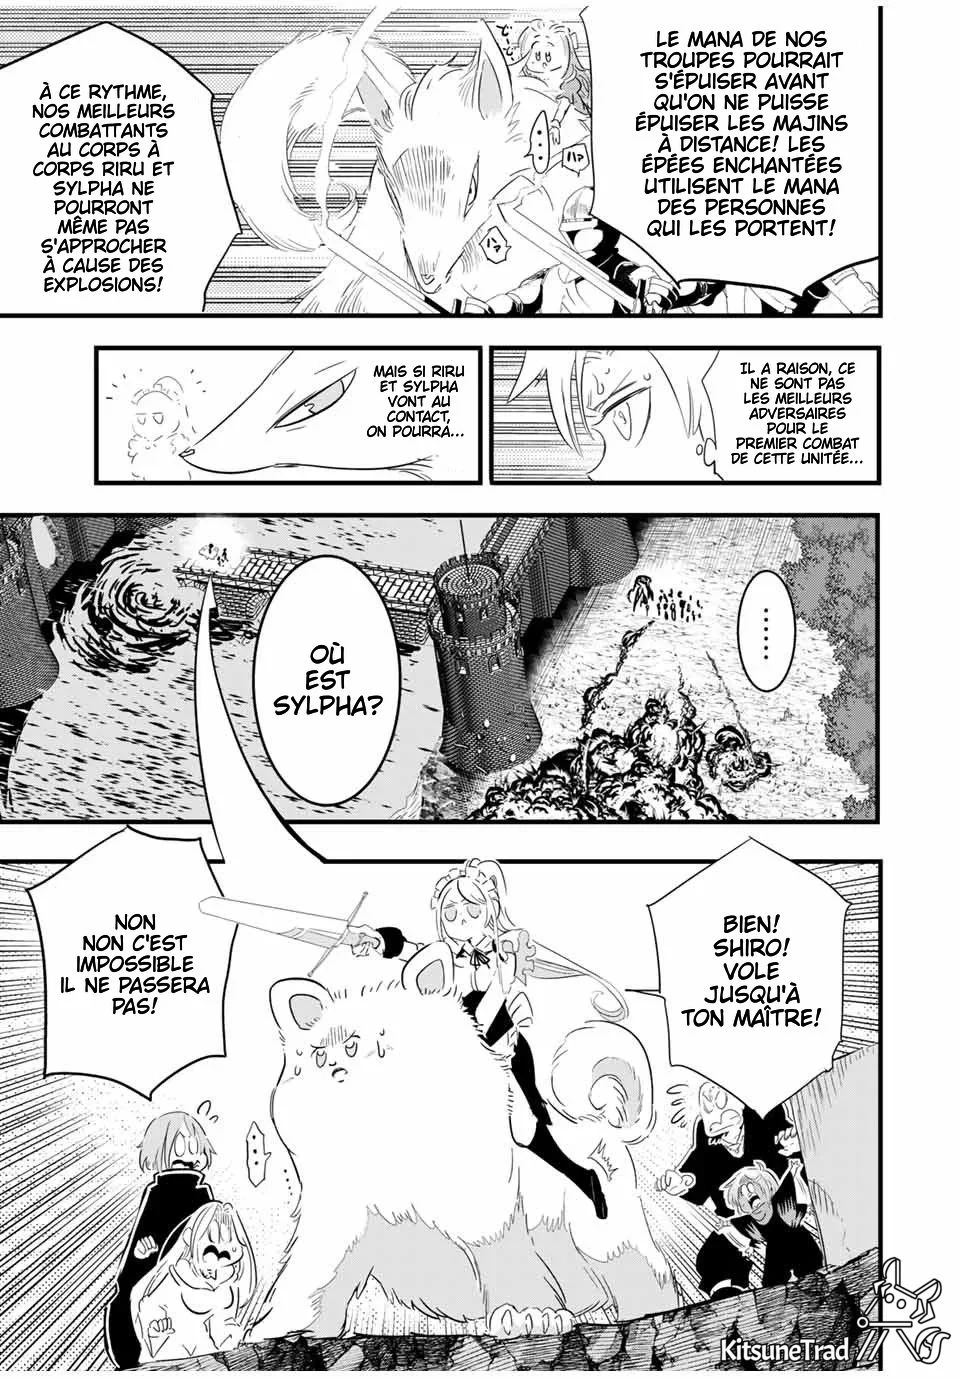 LE MANA DE NOS
TROUPES POURRAIT
S'ÉPUISER AVANT
QU'ON NE PUISSE
ÉPUISER LES MAJINS
À DISTANCE! LES
ÉPÉES ENCHANTÉES
UTILISENT LE MANA
DES PERSONNES
QUI LES PORTENT!
À CE RYTHME,
NOS MEILLEURS
COMBATTANTS
AU CORPS À
CORPS RIRU ET
SYLPHA NE
POURRONT
MÊME PAS
S'APPROCHER
À CAUSE DES
EXPLOSIONS!
IL A RAISON, CE
NE SONT PAS
LES MEILLEURS
ADVERSAIRES
POUR LE
PREMIER COMBAT
DE CETTE UNITÉE...
MAIS SI RIRU
ET SYLPHA
VONT AU
CONTACT,
ON POURRA...
......
OÙ
EST
SYLPHA?
BIEN!
SHIRO!
VOLE
JUSQU'À
TON MAÎTRE!
NON
NON C'EST
IMPOSSIBLE
IL NE PASSERA
PAS!
KitsuneTrad